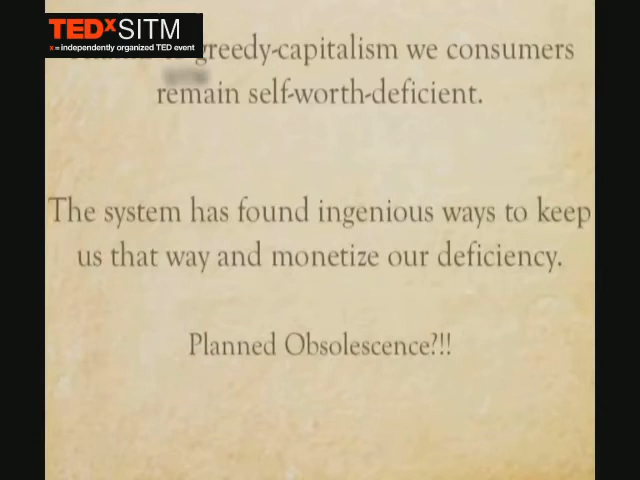 TEDxSITM
x = independently organized TED event
greedy-capitalism we consumers
remain self-worth-deficient.
The system has found ingenious ways to keep
us that way and monetize our deficiency.
Planned Obsolescence?!!